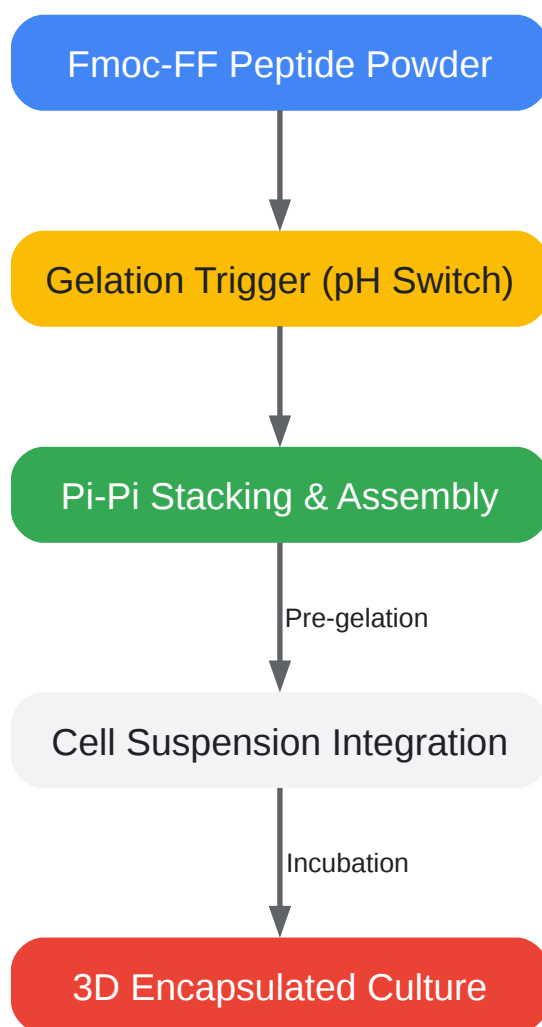 Fmoc-FF Peptide Powder
Gelation Trigger (pH Switch)
Pi-Pi Stacking & Assembly
Pre-gelation
Cell Suspension Integration
Incubation
3D Encapsulated Culture